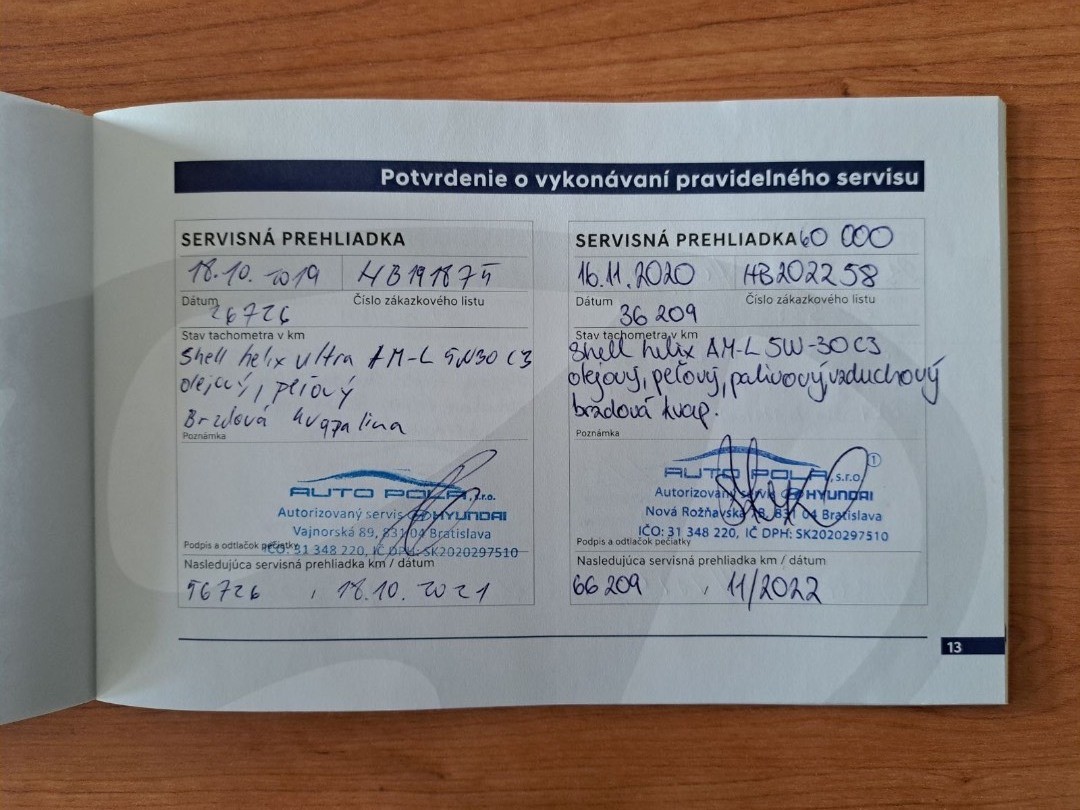 Potvrdenie o vykonávaní pravidelného servisu
SERVISNÁ PREHLIADKA
18.10.2019 HB191875
Dátum Číslo zákazkového listu
26726
Stav tachometra v km
Shell helix ultra AM-L 5W30 C3
olejový, peľový
Brzdová kvapalina
Poznámka
AUTO POLA, s.r.o.
Autorizovaný servis HYUNDAI
Vajnorská 89, 831 04 Bratislava
Podpis a odtlačok pečiatky
IČO: 31 348 220, IČ DPH: SK2020297510
Nasledujúca servisná prehliadka km / dátum
56726 , 18.10.2021
SERVISNÁ PREHLIADKA 60 000
16.11.2020 HB202258
Dátum Číslo zákazkového listu
36 209
Stav tachometra v km
Shell helix AM-L 5W-30 C3
olejový, peľový, palivový, vzduchový
brzdová kvap.
Poznámka
AUTO POLA, s.r.o. 1
Autorizovaný servis HYUNDAI
Nová Rožňavská 831 04 Bratislava
IČO: 31 348 220, IČ DPH: SK2020297510
Podpis a odtlačok pečiatky
Nasledujúca servisná prehliadka km / dátum
66 209 , 11/2022
13